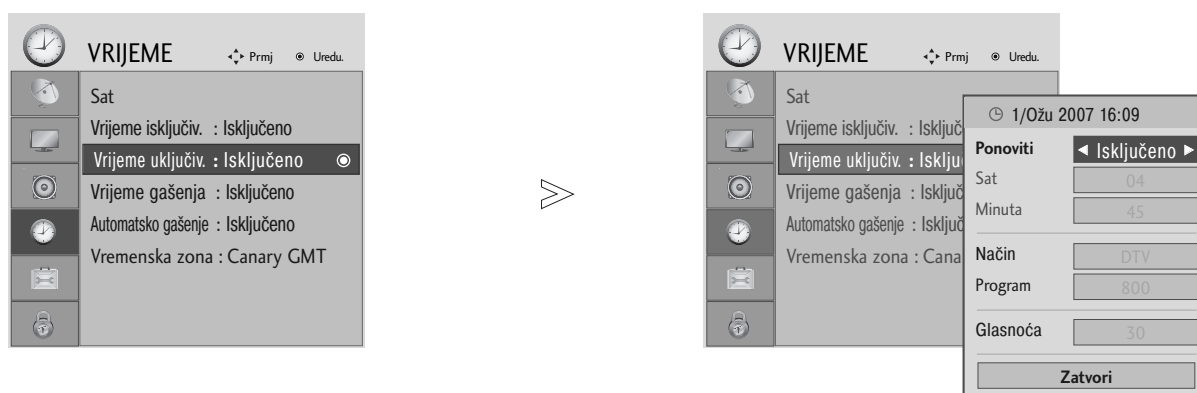 VRIJEME Prmj Uredu.
Sat
Vrijeme isključiv. : Isključeno
Vrijeme uključiv. : Isključeno
Vrijeme gašenja : Isključeno
Automatsko gašenje : Isključeno
Vremenska zona : Canary GMT
VRIJEME Prmj Uredu.
Sat
Vrijeme isključiv. : Isključ
Vrijeme uključiv. : Isklju
Vrijeme gašenja : Isključ
Automatsko gašenje : Isključ
Vremenska zona : Cana
1/Ožu 2007 16:09
Ponoviti ◄ Isključeno ►
Sat 04
Minuta 45
Način DTV
Program 800
Glasnoća 30
Zatvori